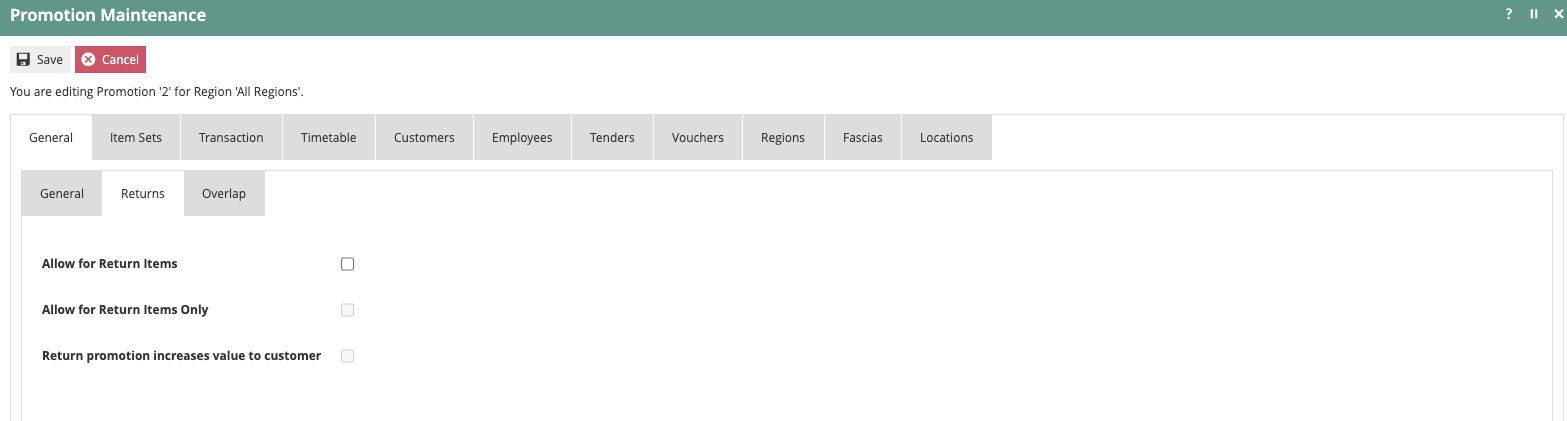 Promotion Maintenance ?
Save Cancel
You are editing Promotion '2' for Region 'All Regions'.
General Item Sets Transaction Timetable Customers Employees Tenders Vouchers Regions Fascias Locations
General Returns Overlap
Allow for Return Items
Allow for Return Items Only
Return promotion increases value to customer